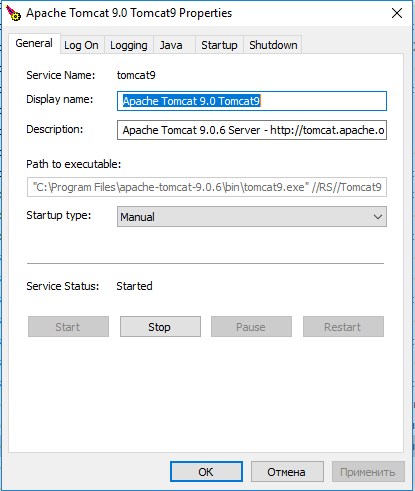 Apache Tomcat 9.0 Tomcat9 Properties
General Log On Logging Java Startup Shutdown
Service Name: tomcat9
Display name: Apache Tomcat 9.0 Tomcat9
Description: Apache Tomcat 9.0.6 Server - http://tomcat.apache.o
Path to executable:
"C:\Program Files\apache-tomcat-9.0.6\bin\tomcat9.exe" //RS//Tomcat9
Startup type: Manual
Service Status: Started
Start Stop Pause Restart
OK Отмена Применить